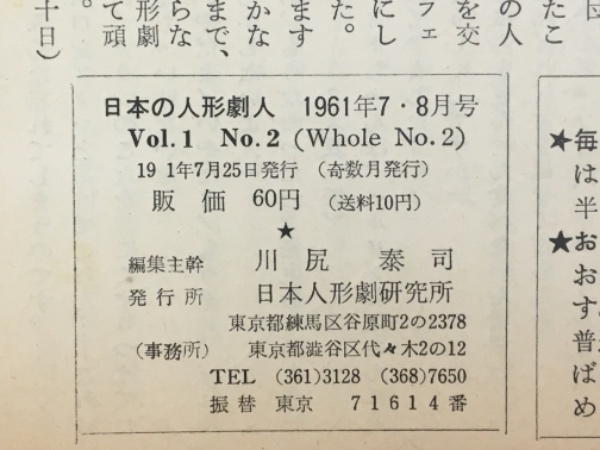 団
たこ
の人
を交
フェ
にし
た。
ます
かな
まで、
らな
形劇
て頑
。
十日)
日本の人形劇人 1961年7・8月号
Vol.1 No.2 (Whole No.2)
19 1年7月25日発行 (奇数月発行)
販価 60円 (送料10円)
★
編集主幹 川尻泰司
発行所 日本人形劇研究所
東京都練馬区谷原町2の2378
(事務所) 東京都澁谷区代々木2の12
TEL (361)3128 (368)7650
振替 東京 71614番
★毎
は
半
★お
お
す。
普
ば
め